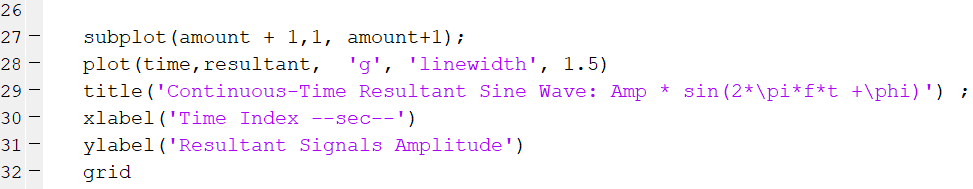 26
27 - subplot(amount + 1,1, amount+1);
28 - plot(time,resultant, 'g', 'linewidth', 1.5)
29 - title('Continuous-Time Resultant Sine Wave: Amp * sin(2*\pi*f*t +\phi)') ;
30 - xlabel('Time Index --sec--')
31 - ylabel('Resultant Signals Amplitude')
32 - grid